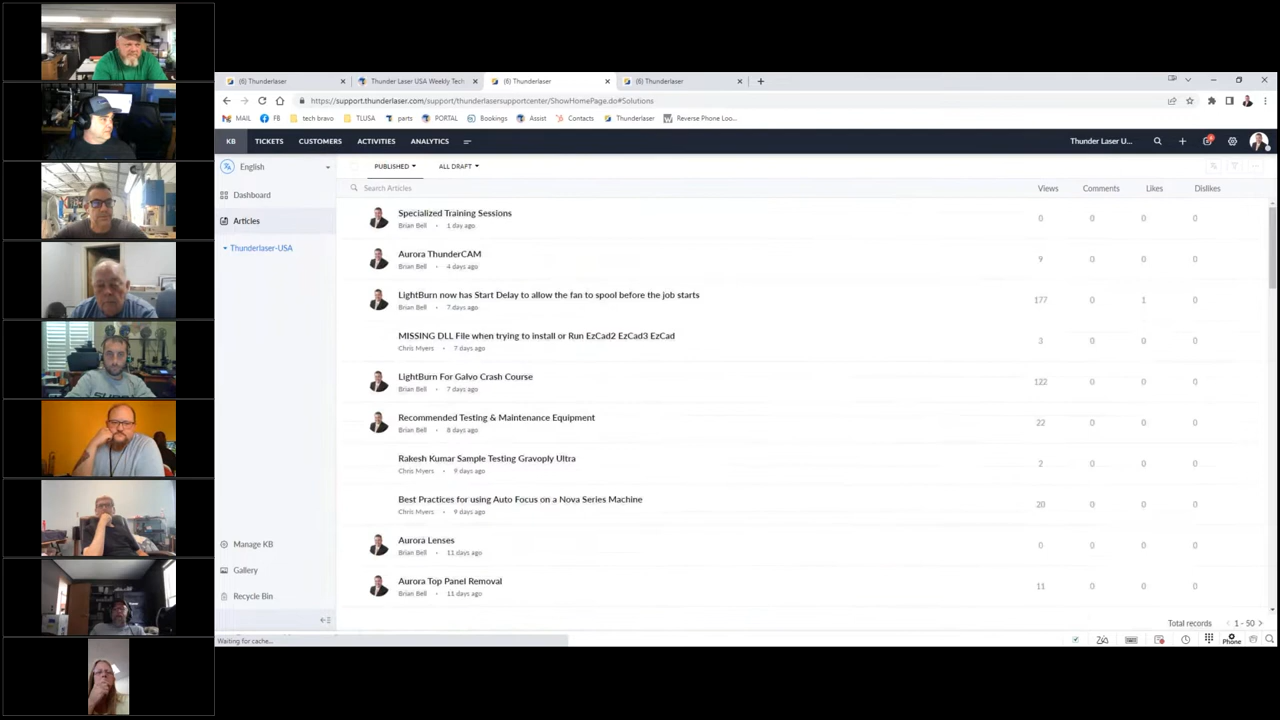 (6) Thunderlaser
Thunder Laser USA Weekly Tech
(6) Thunderlaser
(6) Thunderlaser
https://support.thunderlaser.com/support/thunderlasersupportcenter/ShowHomePage.do#Solutions
MAIL FB tech bravo TLUSA parts PORTAL Bookings Assist Contacts Thunderlaser Reverse Phone Loo...
KB TICKETS CUSTOMERS ACTIVITIES ANALYTICS Thunder Laser U...
English PUBLISHED ALL DRAFT
Search Articles Views Comments Likes Dislikes
Dashboard
Articles
Thunderlaser-USA
Specialized Training Sessions 0 0 0 0
Brian Bell • 1 day ago
Aurora ThunderCAM 9 0 0 0
Brian Bell • 4 days ago
LightBurn now has Start Delay to allow the fan to spool before the job starts 177 0 1 0
Brian Bell • 7 days ago
MISSING DLL File when trying to install or Run EzCad2 EzCad3 EzCad 3 0 0 0
Chris Myers • 7 days ago
LightBurn For Galvo Crash Course 122 0 0 0
Brian Bell • 7 days ago
Recommended Testing & Maintenance Equipment 22 0 0 0
Brian Bell • 8 days ago
Rakesh Kumar Sample Testing Gravoply Ultra 2 0 0 0
Chris Myers • 9 days ago
Best Practices for using Auto Focus on a Nova Series Machine 20 0 0 0
Chris Myers • 9 days ago
Aurora Lenses 0 0 0 0
Brian Bell • 11 days ago
Aurora Top Panel Removal 11 0 0 0
Brian Bell • 11 days ago
Manage KB
Gallery
Recycle Bin
Total records 1 - 50
Waiting for cache...
Phone